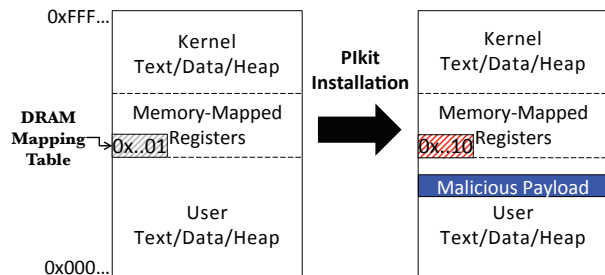 0xFFF...
Kernel
Text/Data/Heap
DRAM
Mapping
Table
Memory-Mapped
Registers
0x..01
User
Text/Data/Heap
0x000...
PIkit
Installation
Kernel
Text/Data/Heap
Memory-Mapped
Registers
0x..10
Malicious Payload
User
Text/Data/Heap